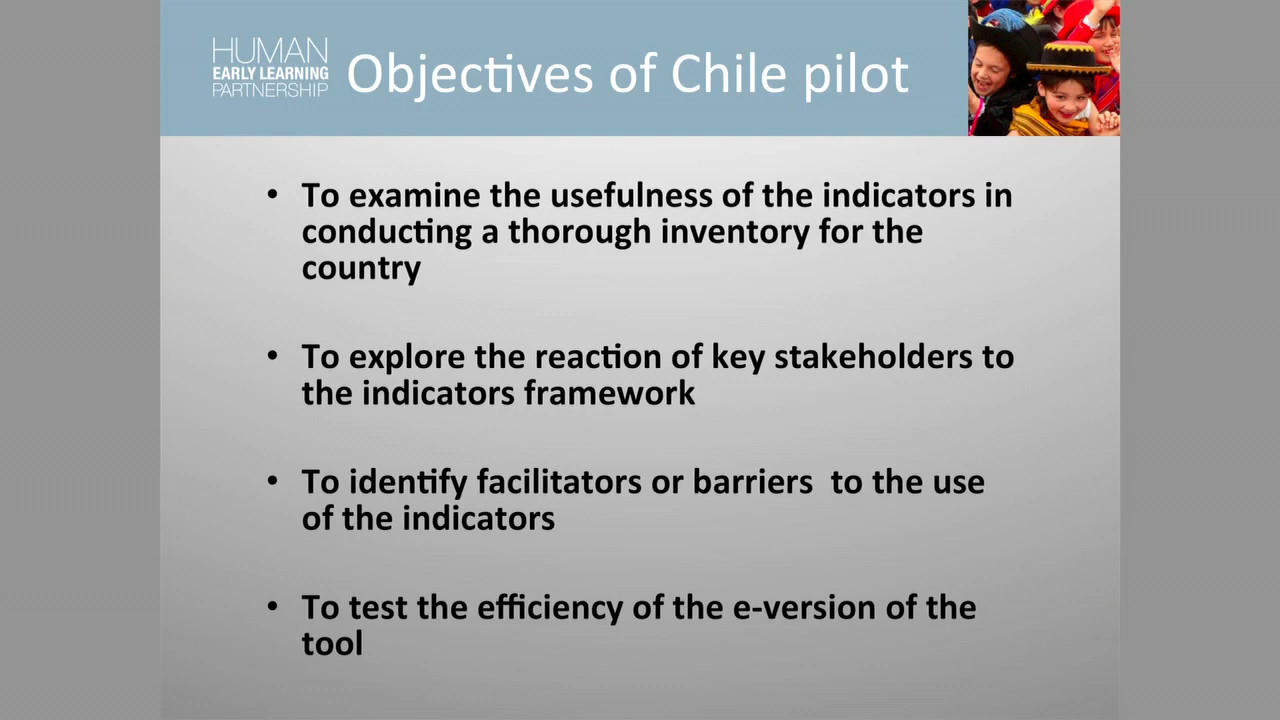 HUMAN
EARLY LEARNING
PARTNERSHIP
Objectives of Chile pilot
• To examine the usefulness of the indicators in
conducting a thorough inventory for the
country
• To explore the reaction of key stakeholders to
the indicators framework
• To identify facilitators or barriers  to the use
of the indicators
• To test the efficiency of the e-version of the
tool